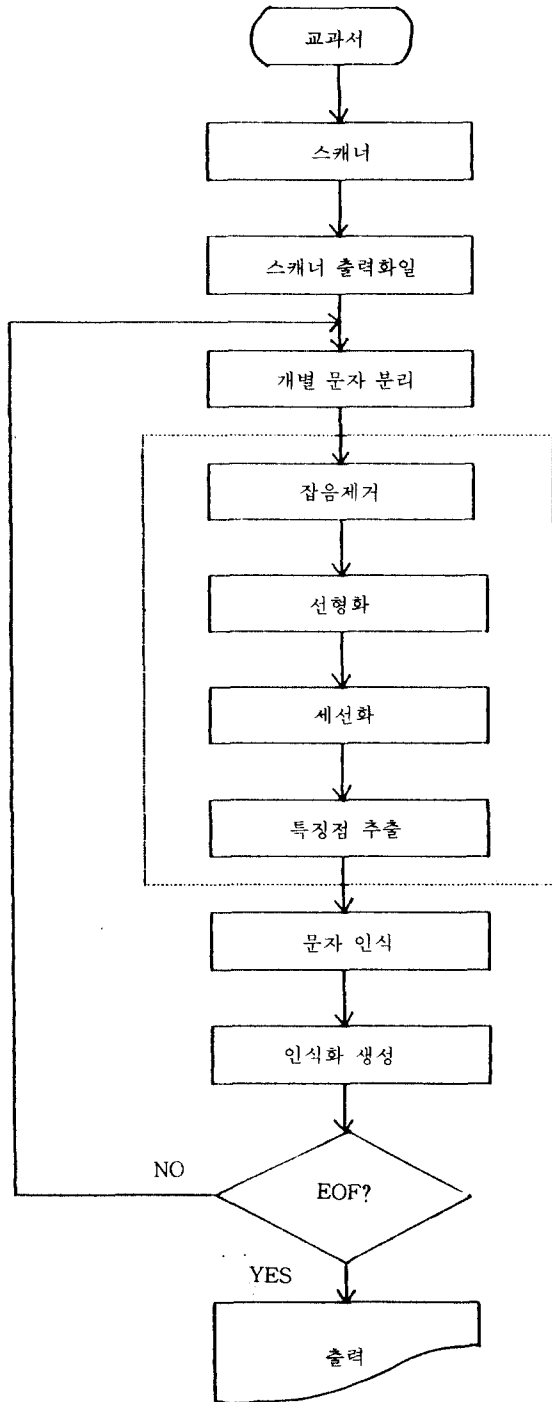 교과서
스캐너
스캐너 출력화일
개별 문자 분리
잡음제거
선형화
세선화
특징점 추출
문자 인식
인식화 생성
NO
EOF?
YES
출력